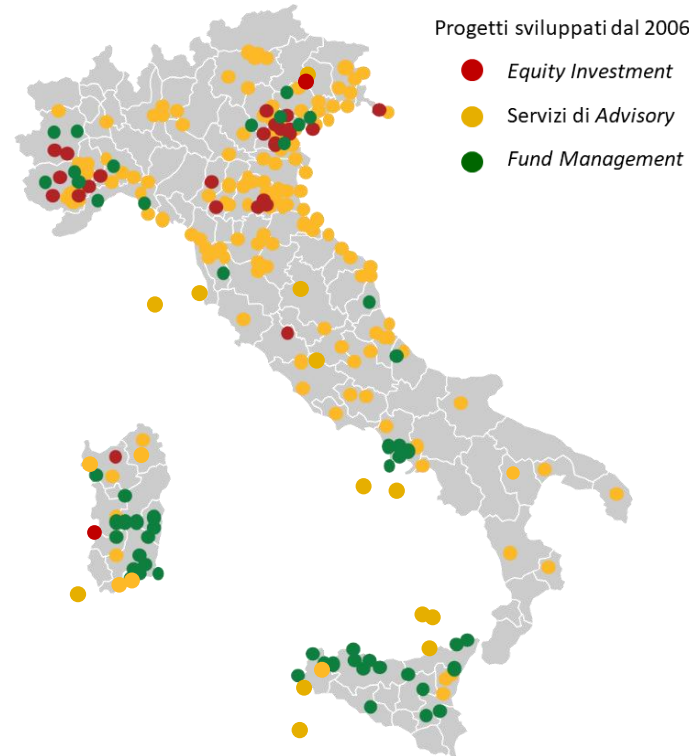 Progetti sviluppati dal 2006
Equity Investment
Servizi di Advisory
Fund Management